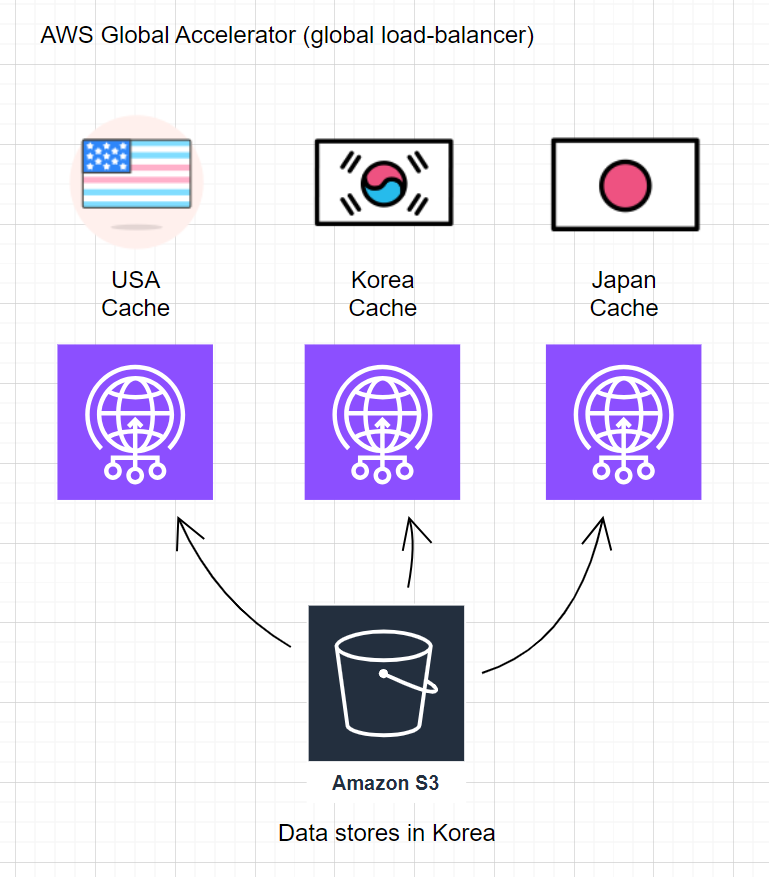 AWS Global Accelerator (global load-balancer)
USA
Cache
Korea
Cache
Japan
Cache
Amazon S3
Data stores in Korea